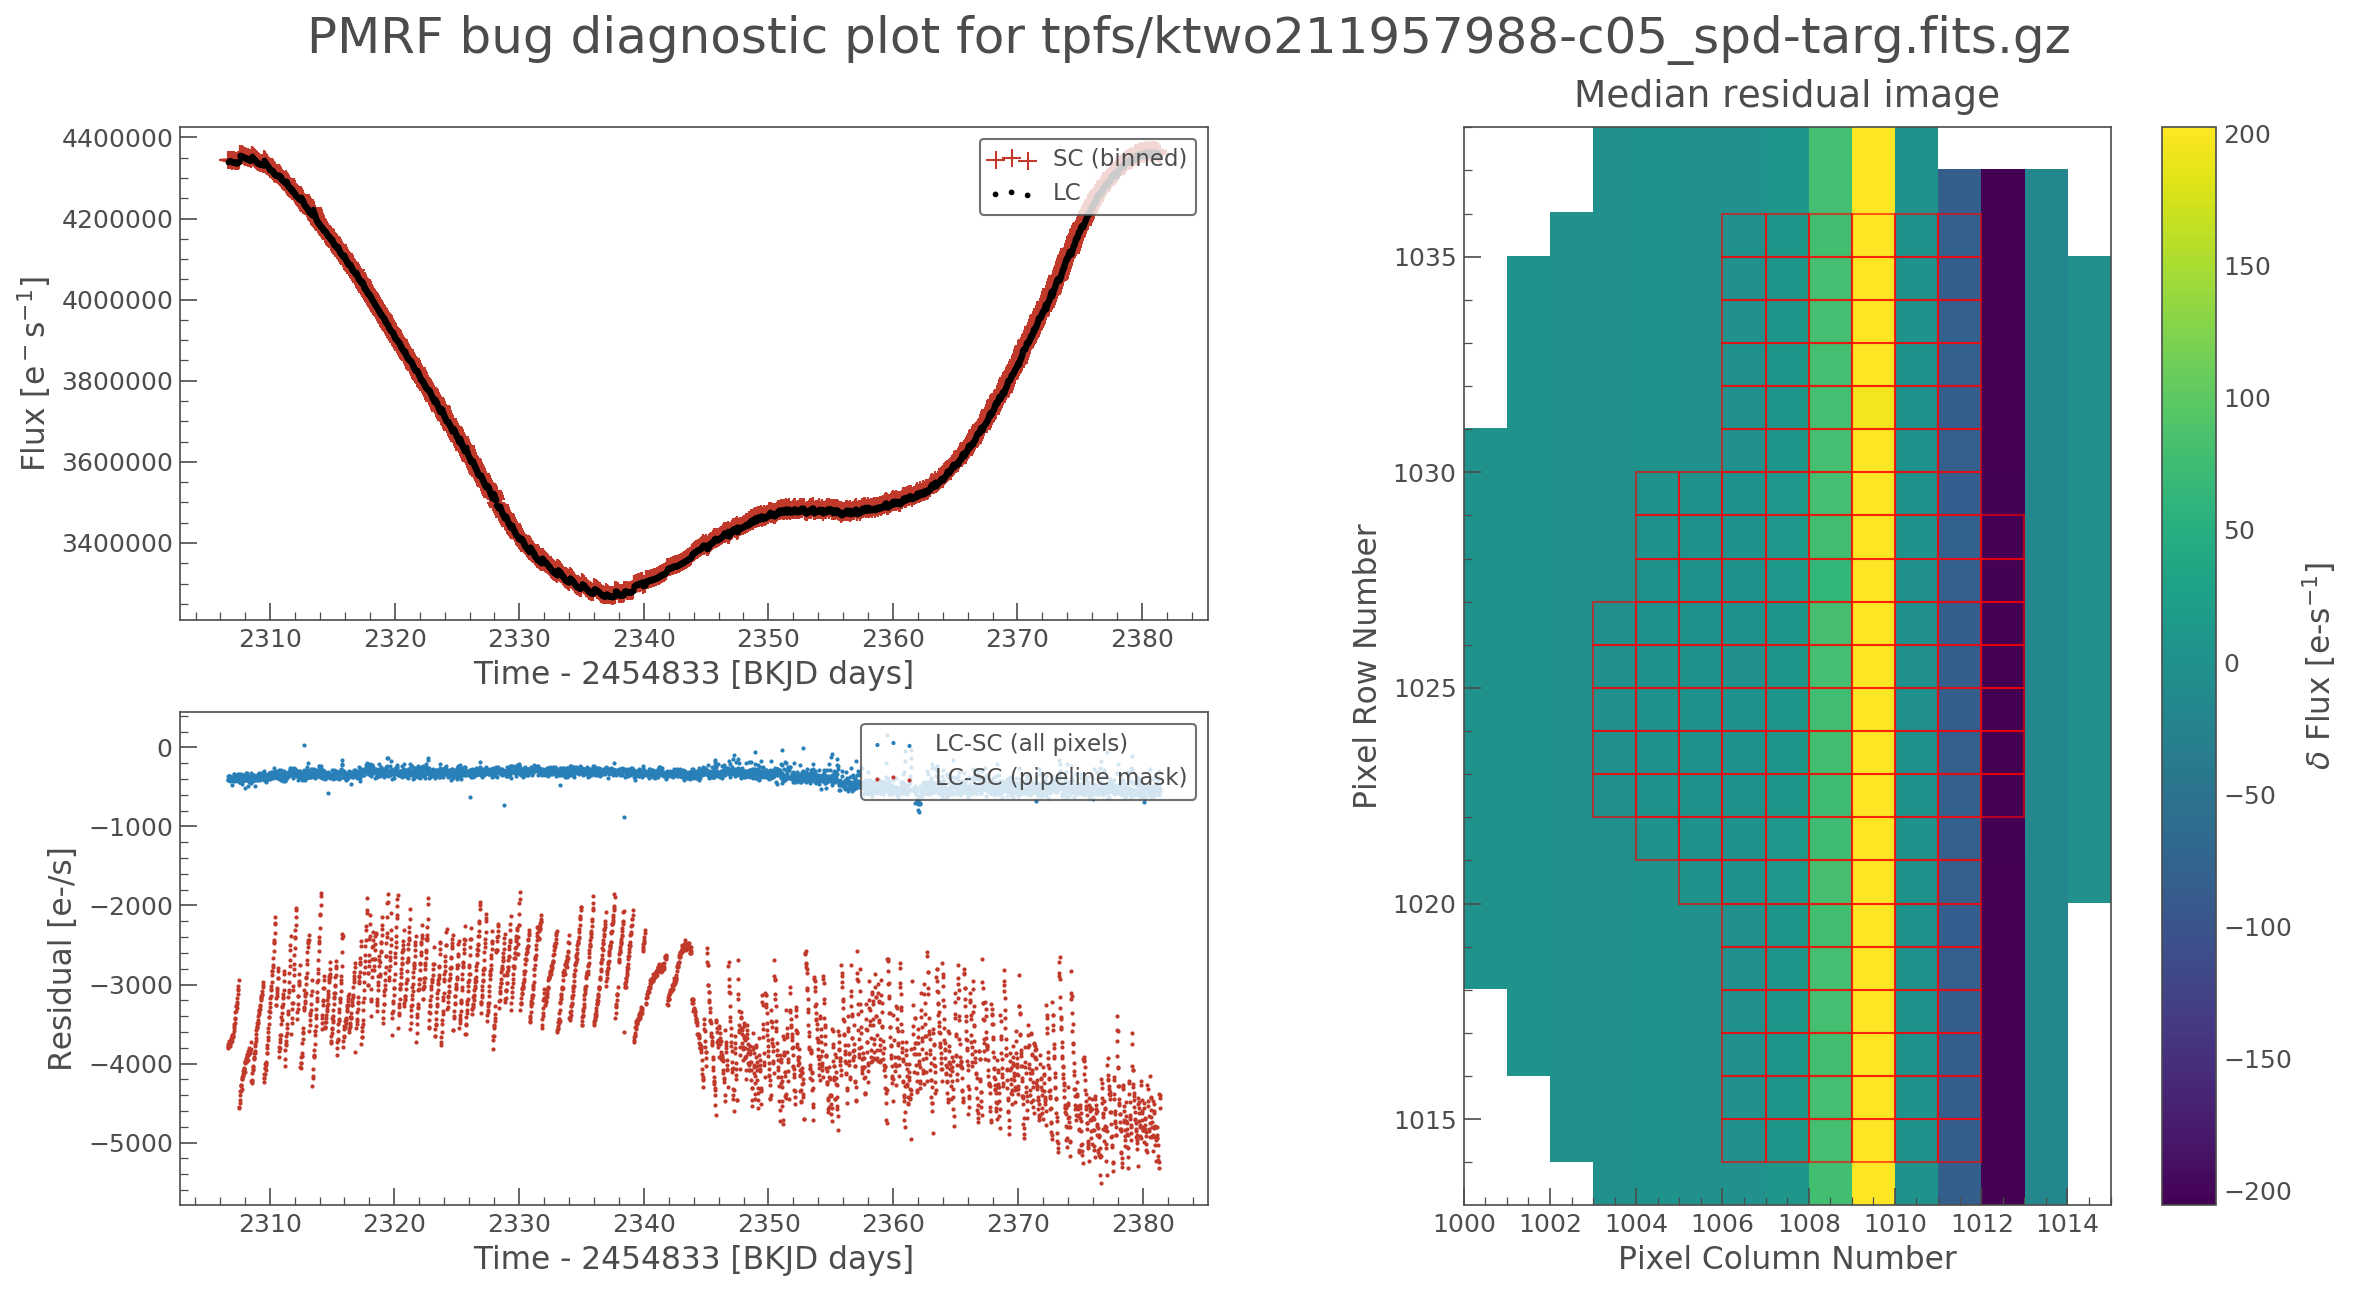 PMRF bug diagnostic plot for tpfs/ktwo211957988-c05_spd-targ.fits.gz
4400000
4200000
4000000
3800000
3600000
3400000
Flux [e⁻ s⁻¹]
SC (binned)
LC
2310 2320 2330 2340 2350 2360 2370 2380
Time - 2454833 [BKJD days]
0
−1000
−2000
−3000
−4000
−5000
Residual [e-/s]
LC-SC (all pixels)
LC-SC (pipeline mask)
2310 2320 2330 2340 2350 2360 2370 2380
Time - 2454833 [BKJD days]
Median residual image
1035
1030
1025
1020
1015
Pixel Row Number
1000 1002 1004 1006 1008 1010 1012 1014
Pixel Column Number
200
150
100
50
0
−50
−100
−150
−200
δ Flux [e-s⁻¹]